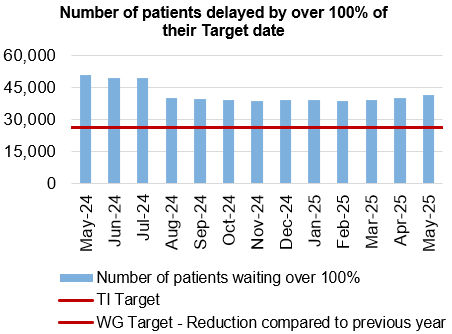 Number of patients delayed by over 100% of
their Target date
60,000
45,000
30,000
15,000
0
May-24
Jun-24
Jul-24
Aug-24
Sep-24
Oct-24
Nov-24
Dec-24
Jan-25
Feb-25
Mar-25
Apr-25
May-25
Number of patients waiting over 100%
TI Target
WG Target - Reduction compared to previous year